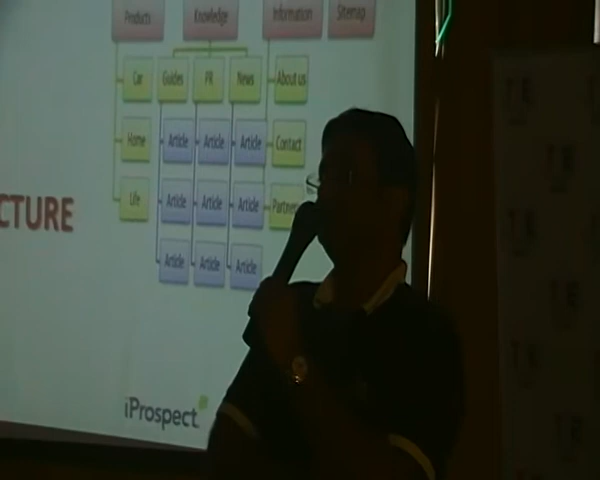 Products Knowledge Information Sitemap
Car Guides PR News About us
Home Article Article Article Contact
Life Article Article Article Partners
CTURE
Article Article Article
iProspect